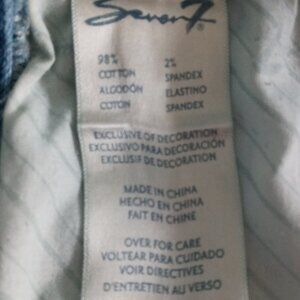 Seven7®
98% 2%
COTTON SPANDEX
ALGODÓN ELASTINO
COTON SPANDEX
EXCLUSIVE OF DECORATION
EXCLUSIVO PARA DECORACIÓN
EXCLUSIF DE DECORATION
MADE IN CHINA
HECHO EN CHINA
FAIT EN CHINE
OVER FOR CARE
VOLTEAR PARA CUIDADO
VOIR DIRECTIVES
D'ENTRETIEN AU VERSO